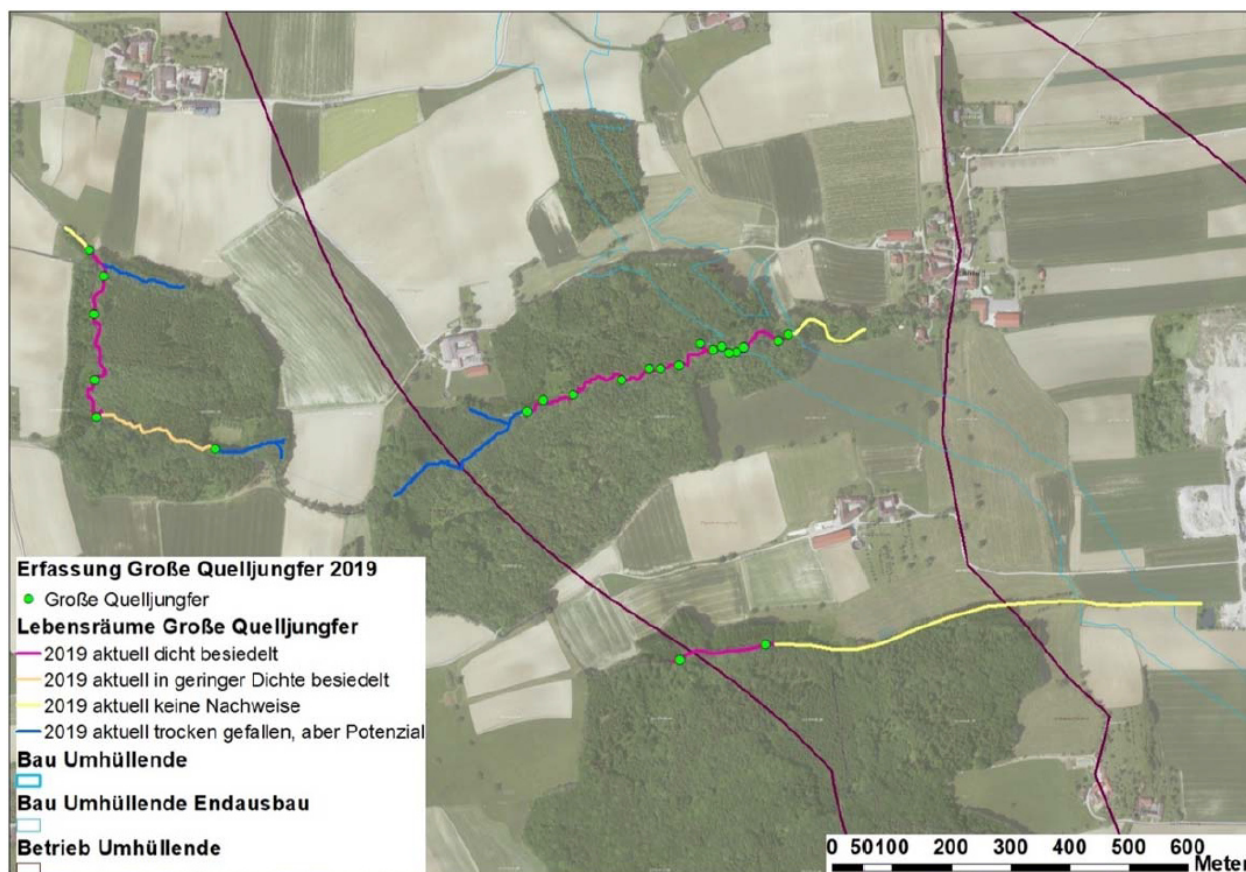 Erfassung Große Quelljungfer 2019
Große Quelljungfer
Lebensräume Große Quelljungfer
2019 aktuell dicht besiedelt
2019 aktuell in geringer Dichte besiedelt
2019 aktuell keine Nachweise
2019 aktuell trocken gefallen, aber Potenzial
Bau Umhüllende
Bau Umhüllende Endausbau
Betrieb Umhüllende
0 50100 200 300 400 500 600
Meter